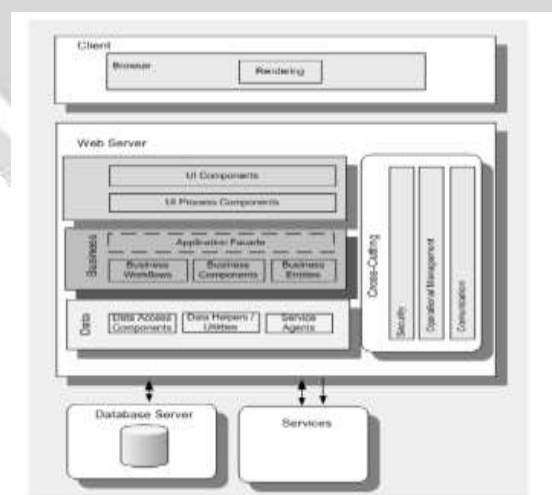 Client
Browser
Rendering
Web Server
UI Components
UI Process Components
Business
Application Facade
Business Workflows
Business Components
Business Entities
Data
Data Access Components
Data Helpers / Utilities
Service Agents
Cross-Cutting
Security
Operational Management
Comunication
Database Server
Services